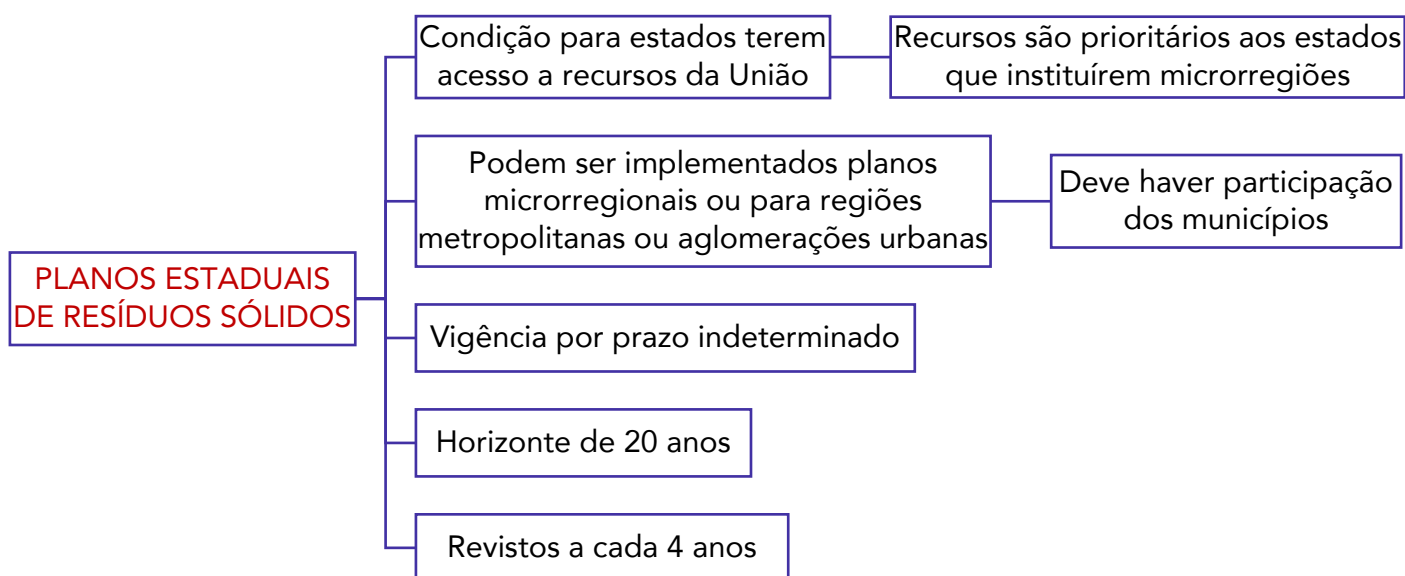 Condição para estados terem
acesso a recursos da União
Recursos são prioritários aos estados
que instituírem microrregiões
Podem ser implementados planos
microrregionais ou para regiões
metropolitanas ou aglomerações urbanas
Deve haver participação
dos municípios
PLANOS ESTADUAIS
DE RESÍDUOS SÓLIDOS
Vigência por prazo indeterminado
Horizonte de 20 anos
Revistos a cada 4 anos